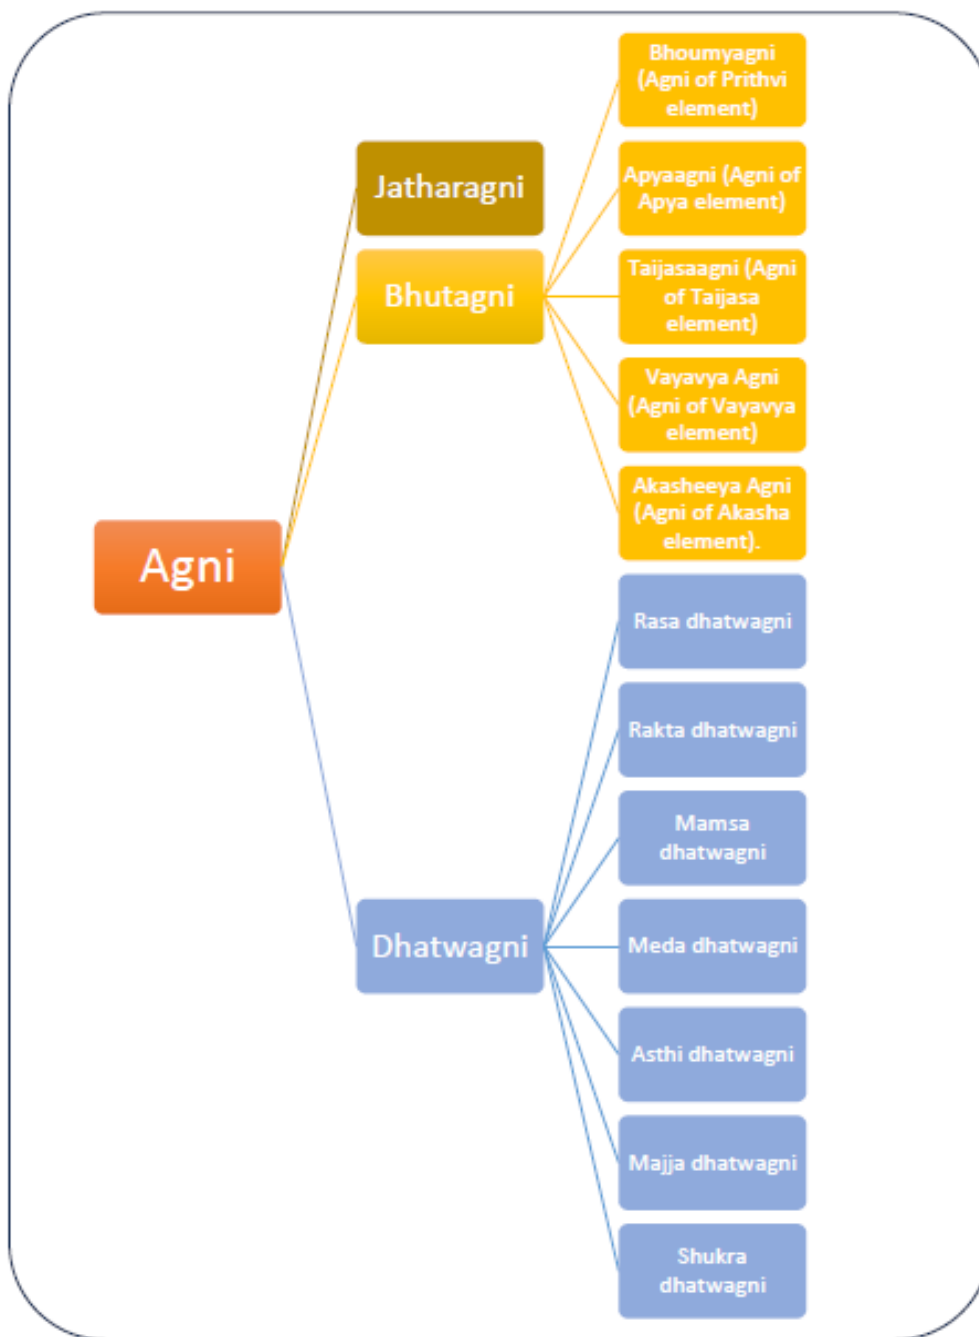 Agni
Jatharagni
Bhutagni
Bhoumyagni
(Agni of Prithvi
element)
Apyaagni (Agni of
Apya element)
Taijasaagni (Agni
of Taijasa
element)
Vayavya Agni
(Agni of Vayavya
element)
Akasheeya Agni
(Agni of Akasha
element).
Dhatwagni
Rasa dhatwagni
Rakta dhatwagni
Mamsa
dhatwagni
Meda dhatwagni
Asthi dhatwagni
Majja dhatwagni
Shukra
dhatwagni